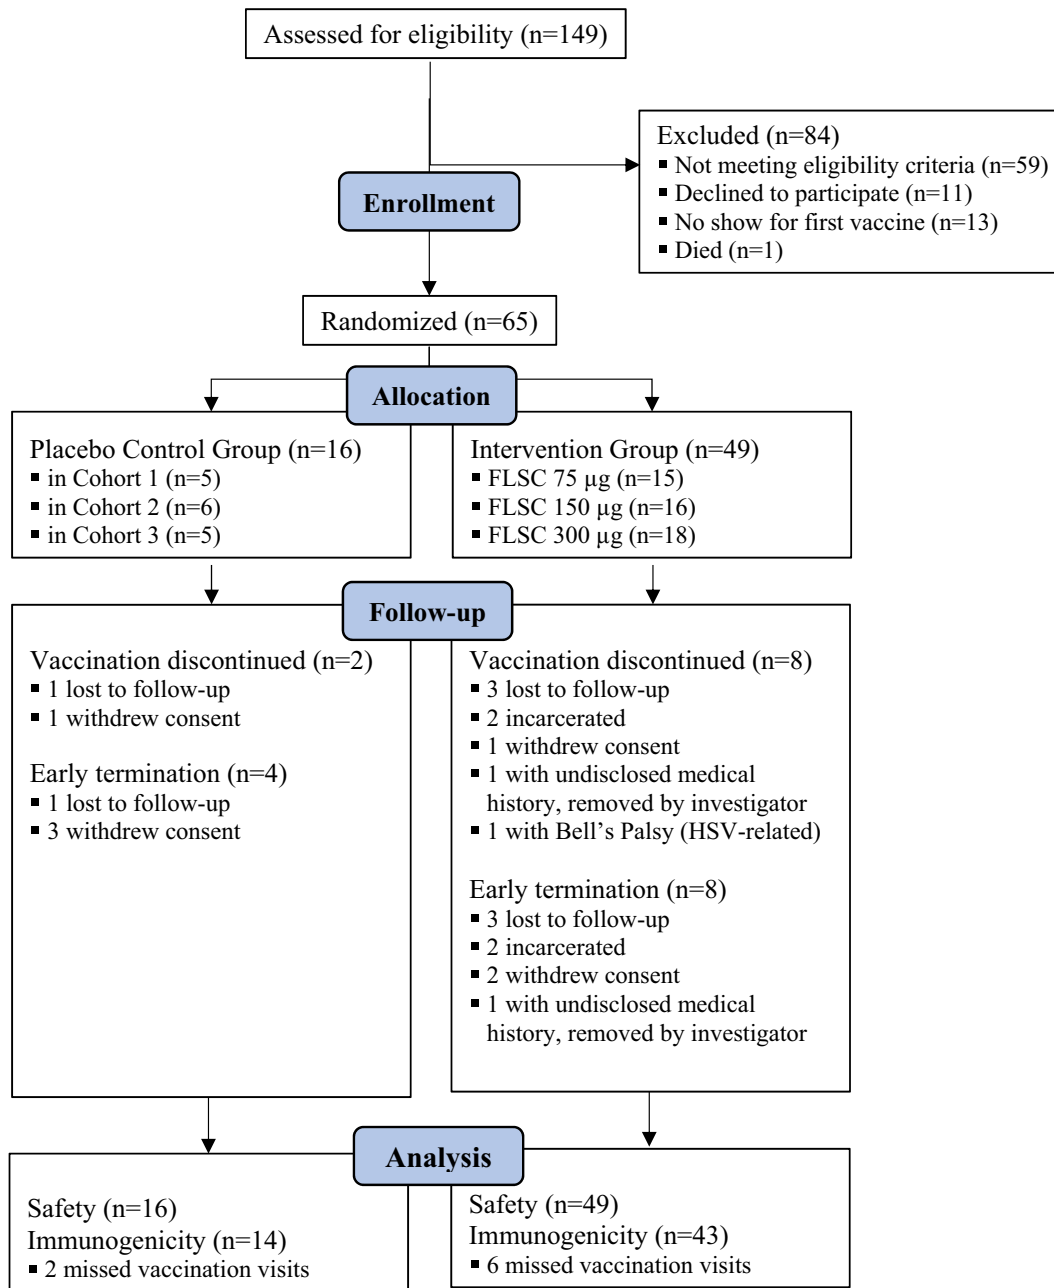 Assessed for eligibility (n=149)
Excluded (n=84)
▪ Not meeting eligibility criteria (n=59)
▪ Declined to participate (n=11)
▪ No show for first vaccine (n=13)
▪ Died (n=1)
Enrollment
Randomized (n=65)
Allocation
Placebo Control Group (n=16)
▪ in Cohort 1 (n=5)
▪ in Cohort 2 (n=6)
▪ in Cohort 3 (n=5)
Intervention Group (n=49)
▪ FLSC 75 µg (n=15)
▪ FLSC 150 µg (n=16)
▪ FLSC 300 µg (n=18)
Follow-up
Vaccination discontinued (n=2)
▪ 1 lost to follow-up
▪ 1 withdrew consent
Early termination (n=4)
▪ 1 lost to follow-up
▪ 3 withdrew consent
Vaccination discontinued (n=8)
▪ 3 lost to follow-up
▪ 2 incarcerated
▪ 1 withdrew consent
▪ 1 with undisclosed medical
history, removed by investigator
▪ 1 with Bell’s Palsy (HSV-related)
Early termination (n=8)
▪ 3 lost to follow-up
▪ 2 incarcerated
▪ 2 withdrew consent
▪ 1 with undisclosed medical
history, removed by investigator
Analysis
Safety (n=16)
Immunogenicity (n=14)
▪ 2 missed vaccination visits
Safety (n=49)
Immunogenicity (n=43)
▪ 6 missed vaccination visits